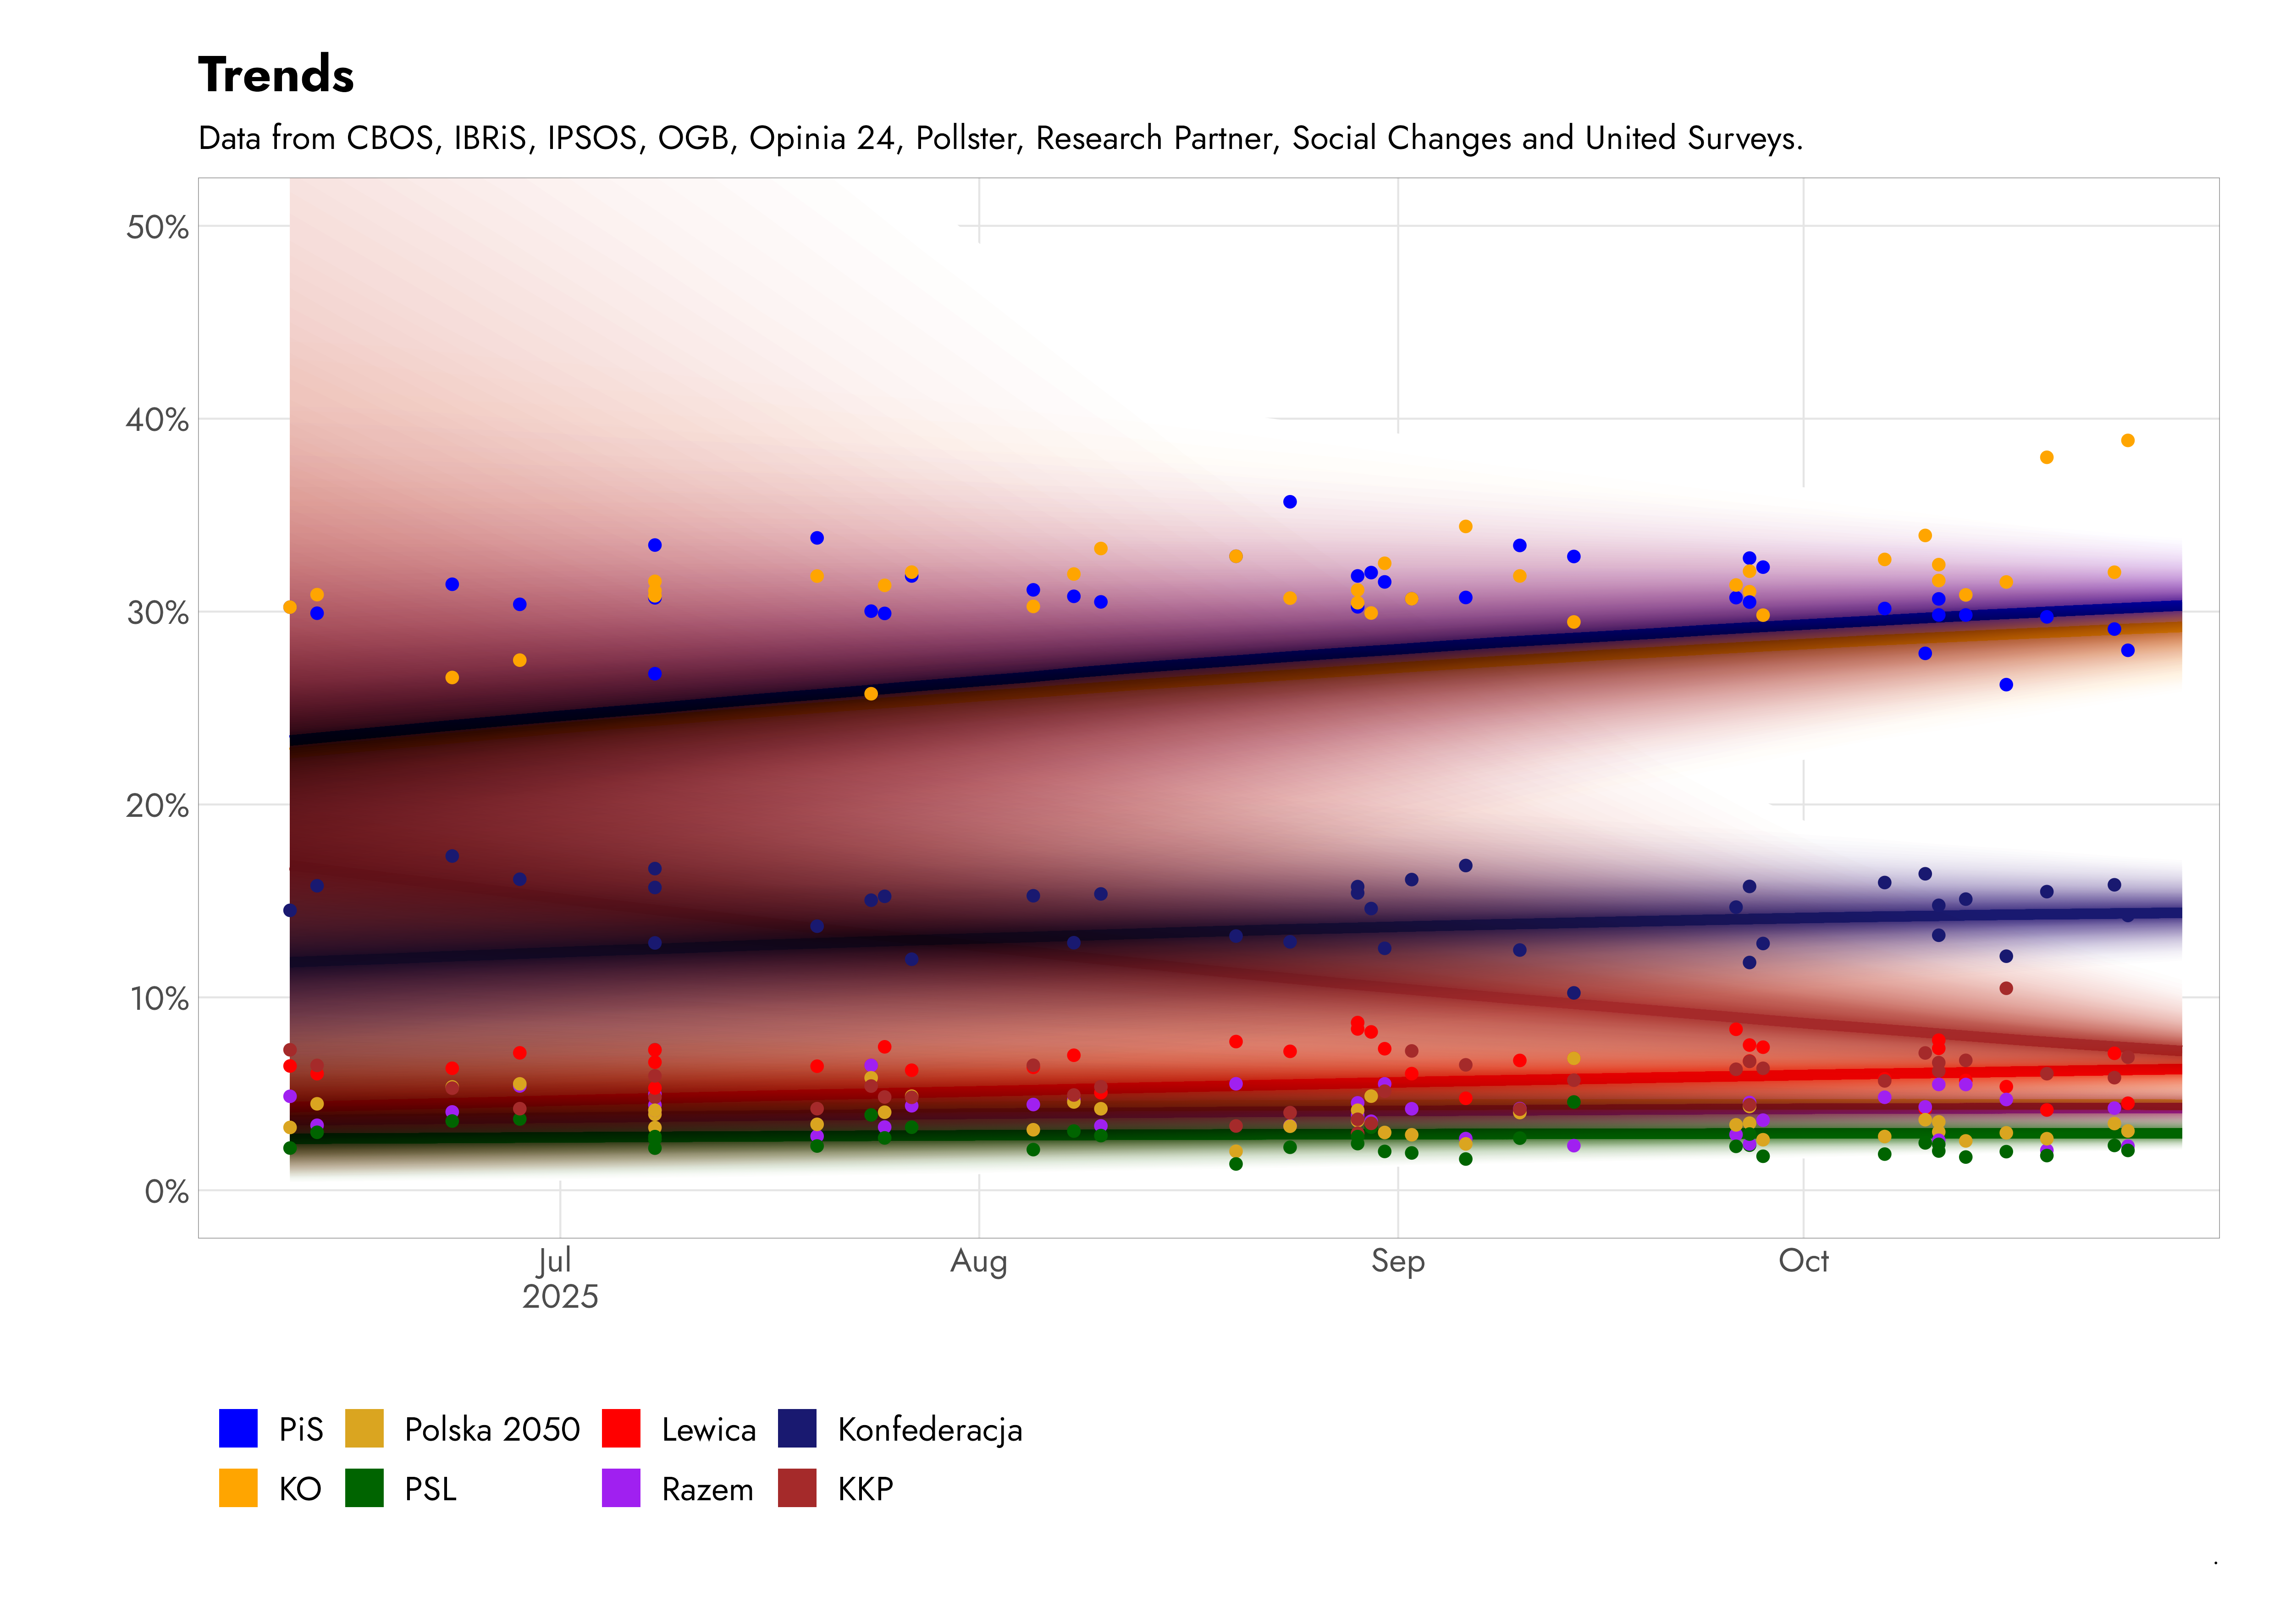 Trends
Data from CBOS, IBRiS, IPSOS, OGB, Opinia 24, Pollster, Research Partner, Social Changes and United Surveys.
50%
40%
30%
20%
10%
0%
Jul Aug Sep Oct
2025
PiS Polska 2050 Lewica Konfederacja
KO PSL Razem KKP
.